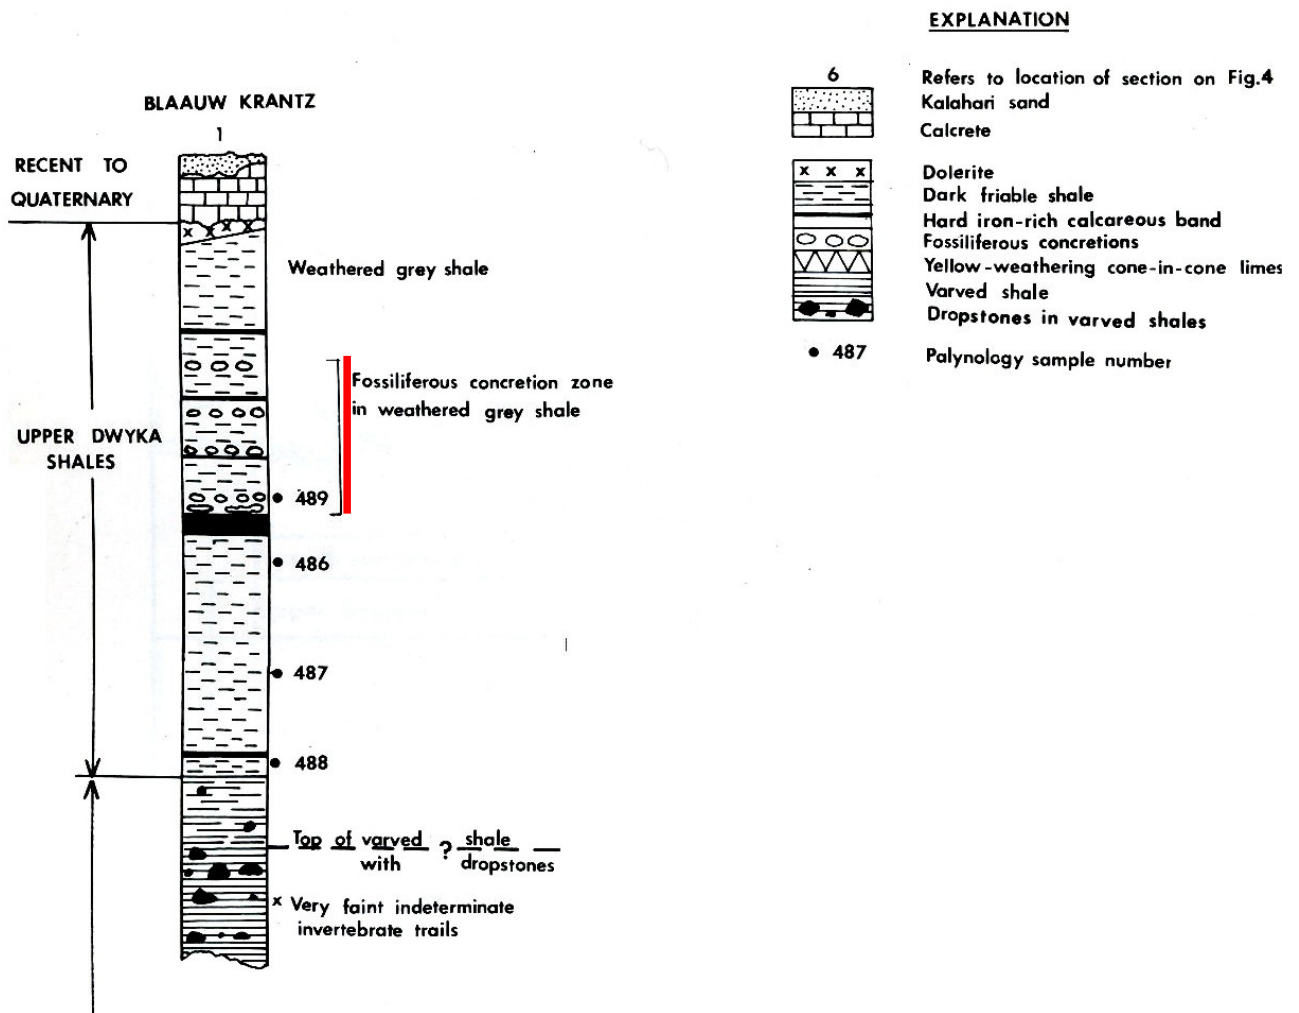 EXPLANATION
6
Refers to location of section on Fig.4
Kalahari sand
Calcrete
Dolerite
Dark friable shale
Hard iron-rich calcareous band
Fossiliferous concretions
Yellow-weathering cone-in-cone limes
Varved shale
Dropstones in varved shales
487
Palynology sample number
BLAAUW KRANTZ
1
RECENT TO
QUATERNARY
Weathered grey shale
Fossiliferous concretion zone
in weathered grey shale
UPPER DWYKA
SHALES
489
486
487
488
Top of varved ? shale
with dropstones
x Very faint indeterminate
invertebrate trails